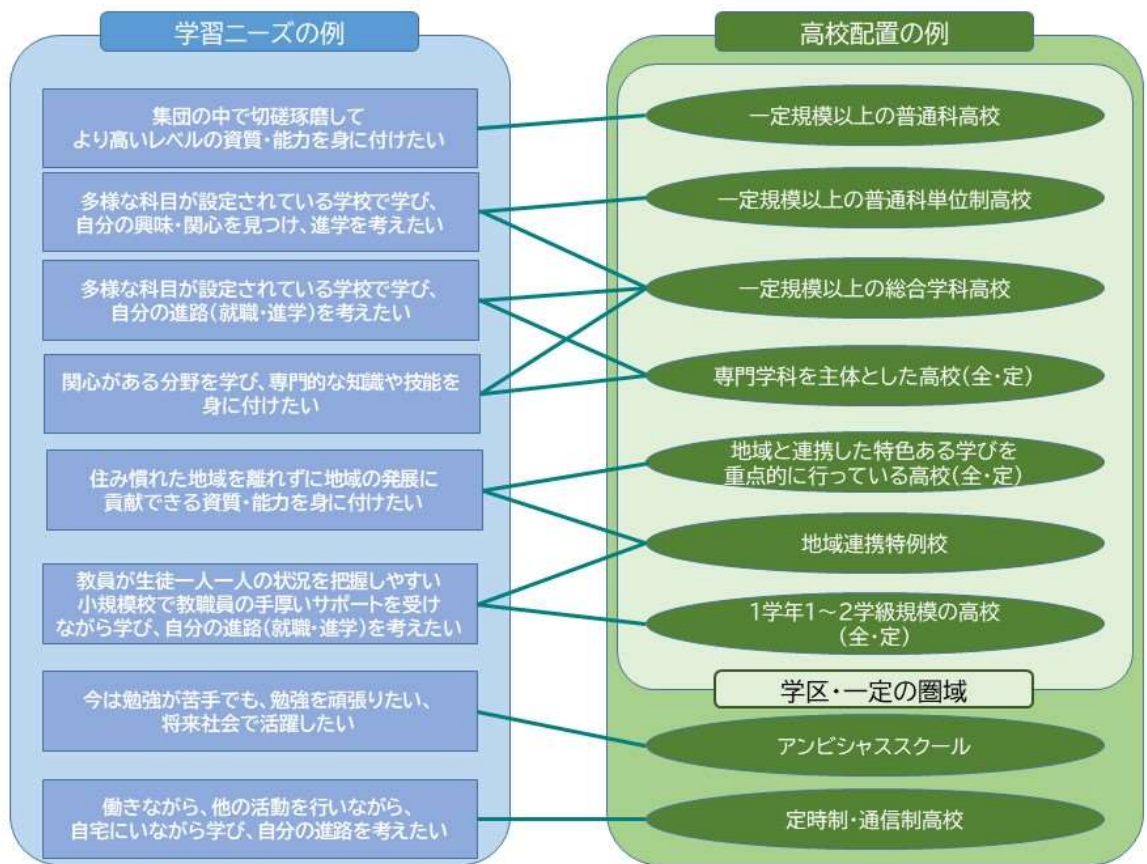 学習ニーズの例
集団の中で切磋琢磨して
より高いレベルの資質・能力を身に付けたい
多様な科目が設定されている学校で学び、
自分の興味・関心を見つけ、進学を考えたい
多様な科目が設定されている学校で学び、
自分の進路(就職・進学)を考えたい
関心がある分野を学び、専門的な知識や技能を
身に付けたい
住み慣れた地域を離れずに地域の発展に
貢献できる資質・能力を身に付けたい
教員が生徒一人一人の状況を把握しやすい
小規模校で教職員の手厚いサポートを受け
ながら学び、自分の進路(就職・進学)を考えたい
今は勉強が苦手でも、勉強を頑張りたい、
将来社会で活躍したい
働きながら、他の活動を行いながら、
自宅にいながら学び、自分の進路を考えたい
高校配置の例
一定規模以上の普通科高校
一定規模以上の普通科単位制高校
一定規模以上の総合学科高校
専門学科を主体とした高校(全・定)
地域と連携した特色ある学びを
重点的に行っている高校(全・定)
地域連携特例校
1学年1~2学級規模の高校
(全・定)
学区・一定の圏域
アンビシャススクール
定時制・通信制高校